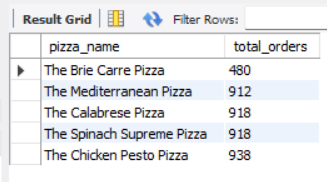 Result Grid Filter Rows:
pizza_name total_orders
The Brie Carre Pizza 480
The Mediterranean Pizza 912
The Calabrese Pizza 918
The Spinach Supreme Pizza 918
The Chicken Pesto Pizza 938